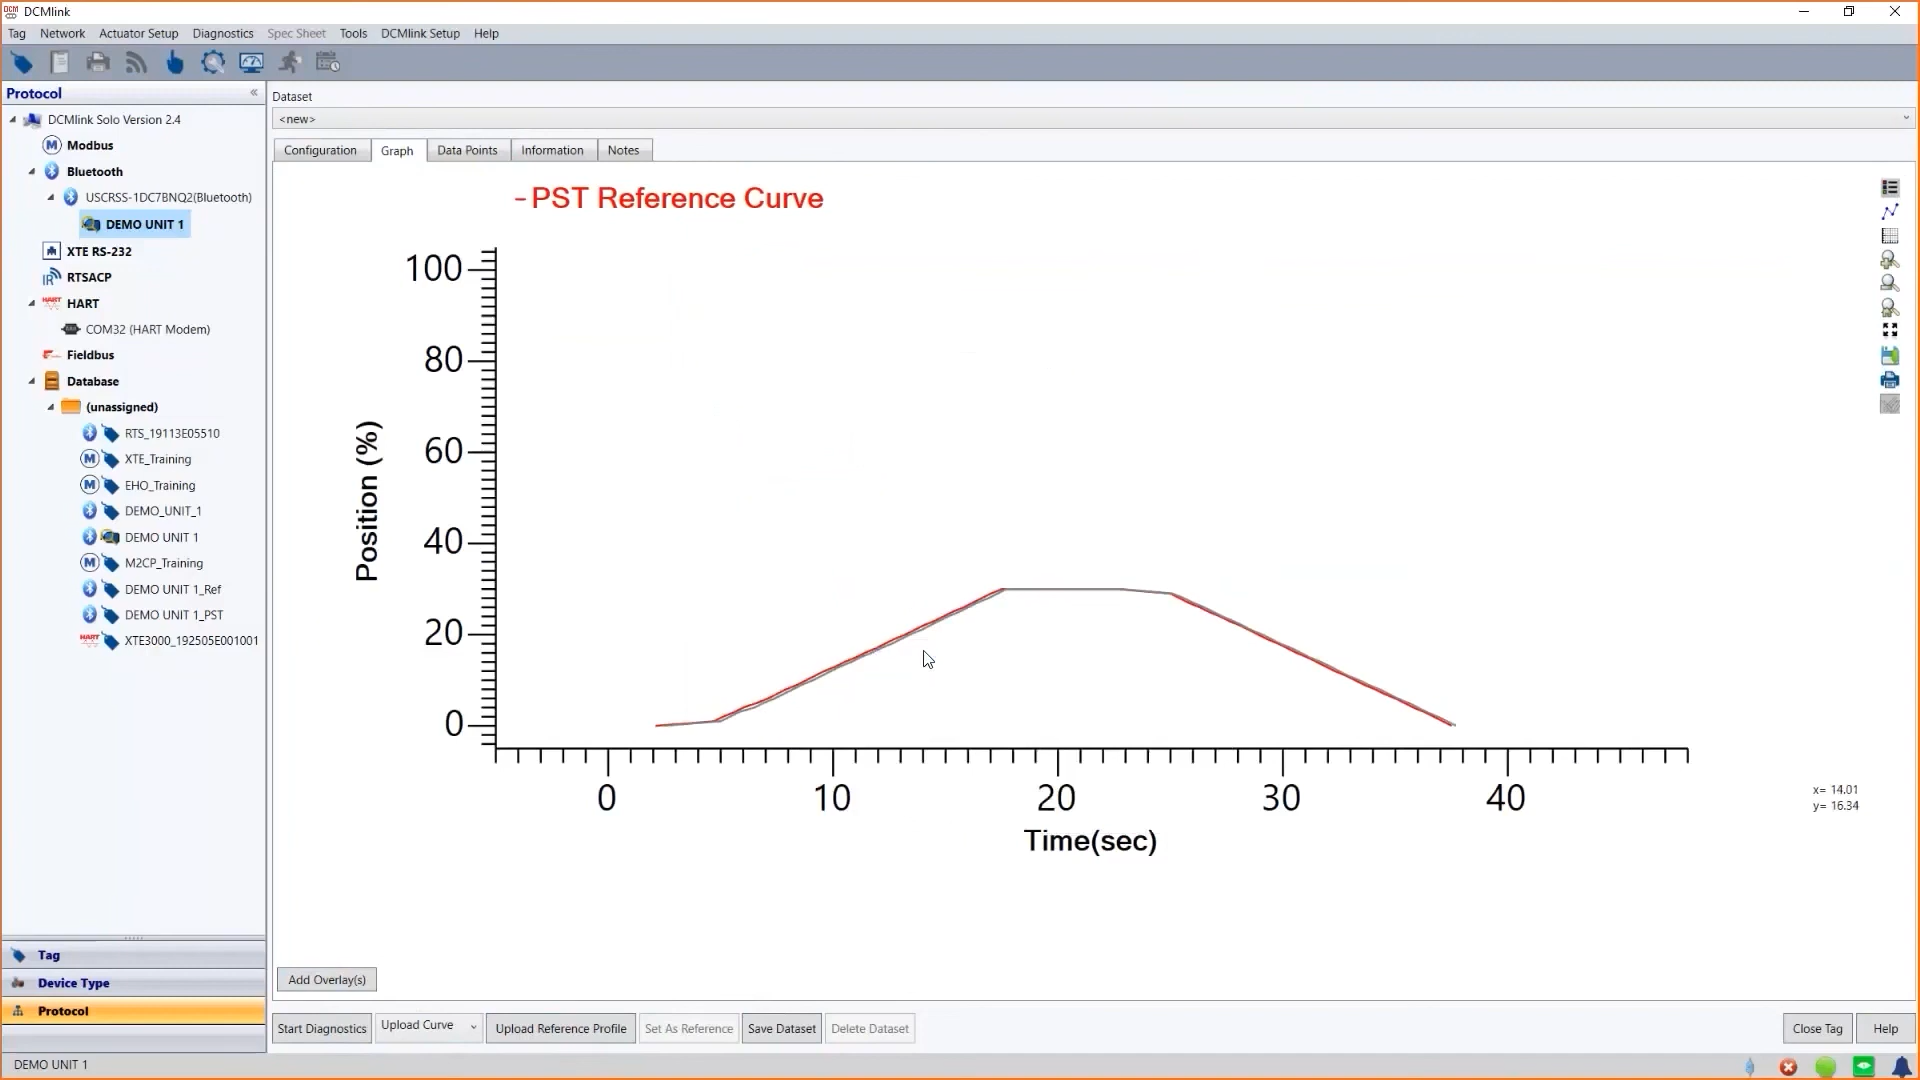 DCMlink
Tag Network Actuator Setup Diagnostics Spec Sheet Tools DCMlink Setup Help
Protocol
DCMlink Solo Version 2.4
Modbus
Bluetooth
USCRSS-1DC7BNQ2(Bluetooth)
DEMO UNIT 1
XTE RS-232
RTSACP
HART
COM32 (HART Modem)
Fieldbus
Database
(unassigned)
RTS_19113E05510
XTE_Training
EHO_Training
DEMO_UNIT_1
DEMO UNIT 1
M2CP_Training
DEMO UNIT 1_Ref
DEMO UNIT 1_PST
XTE3000_192505E001001
Tag
Device Type
Protocol
Dataset
<new>
Configuration Graph Data Points Information Notes
-PST Reference Curve
Position (%)
100
80
60
40
20
0
0 10 20 30 40
Time(sec)
x= 14.01
y= 16.34
Add Overlay(s)
Start Diagnostics Upload Curve Upload Reference Profile Set As Reference Save Dataset Delete Dataset Close Tag Help
DEMO UNIT 1